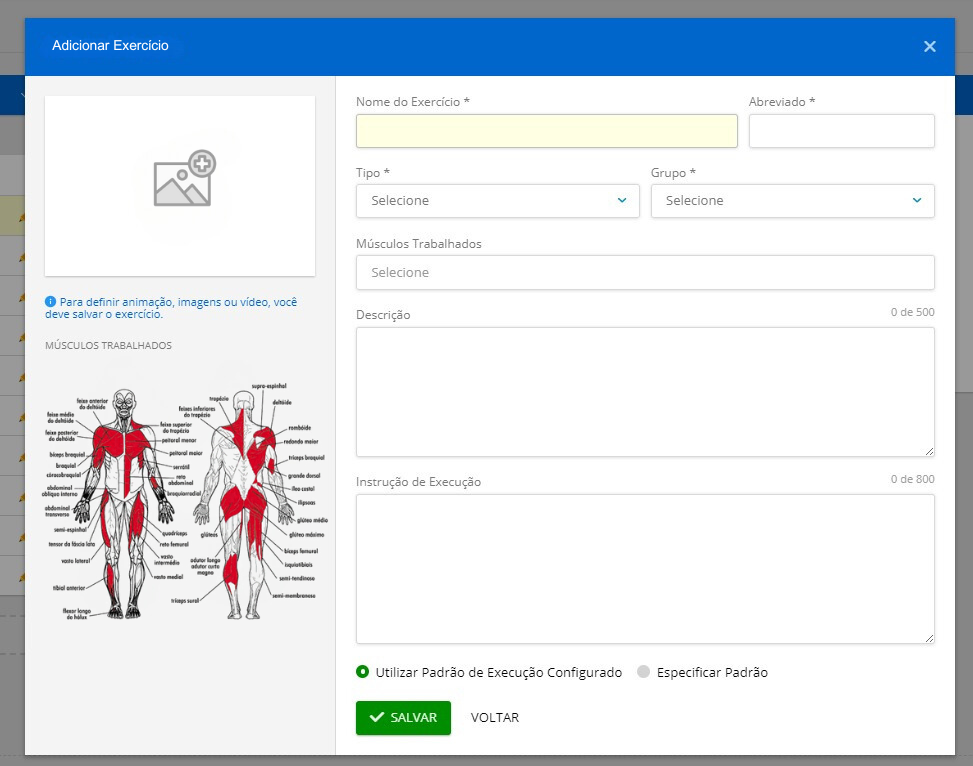 Adicionar Exercício
Nome do Exercício *
Abreviado *
Tipo *
Grupo *
Selecione
Selecione
Músculos Trabalhados
Selecione
Descrição
0 de 500
Instrução de Execução
0 de 800
Utilizar Padrão de Execução Configurado
Especificar Padrão
SALVAR
VOLTAR
Para definir animação, imagens ou vídeo, você
deve salvar o exercício.
MÚSCULOS TRABALHADOS
feixe anterior
do deltóide
feixe médio
do deltóide
feixe posterior
do deltóide
bíceps braquial
braquial
córacobraquial
abdominal
oblíquo interno
abdominal
transverso
semi-espinhal
tensor da fáscia lata
vasto lateral
tibial anterior
flexor longo
do hálux
feixe superior
do trapézio
peitoral menor
peitoral maior
serrátil
reto
abdominal
braquiorradial
quadríceps
reto femoral
vasto
intermédio
vasto medial
supra-espinhal
trapézio
deltóide
feixes inferiores
do trapézio
rombóide
redondo maior
tríceps braquial
grande dorsal
íleo costal
ilipsoas
glúteo médio
glúteo máximo
glúteos
bíceps femoral
adutor longo
adutor curto
magno
isquiotibiais
semi-tendinoso
semi-membranoso
tríceps sural